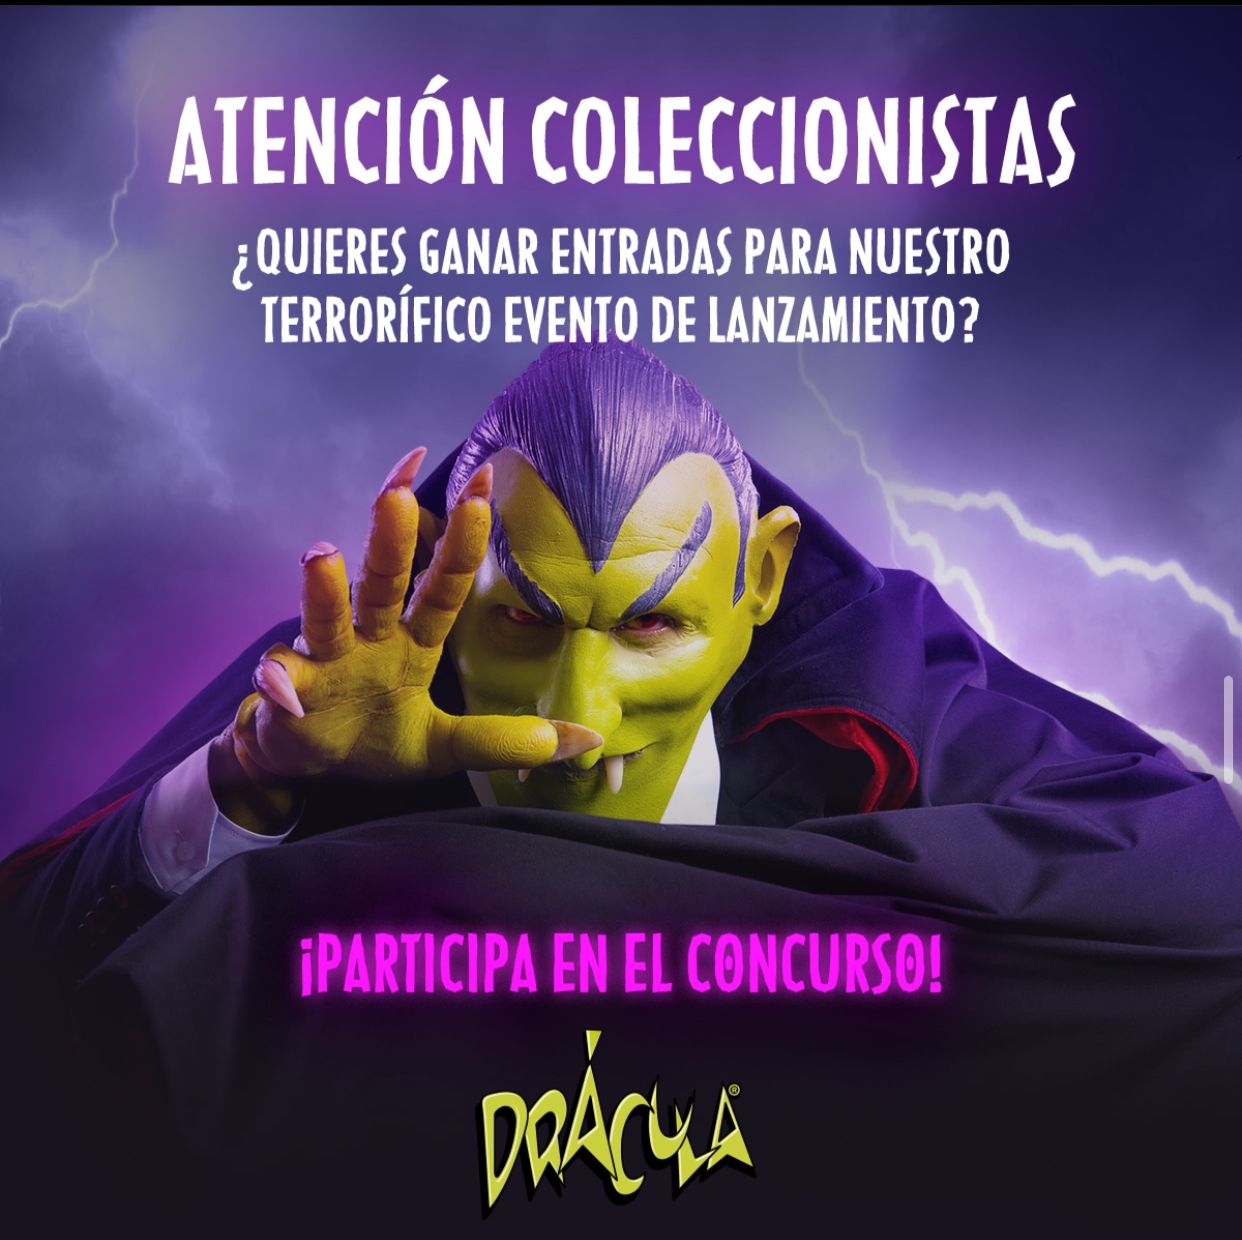 ATENCIÓN COLECCIONISTAS
¿QUIERES GANAR ENTRADAS PARA NUESTRO
TERRORÍFICO EVENTO DE LANZAMIENTO?
¡PARTICIPA EN EL CONCURSO!
DRÁCULA®